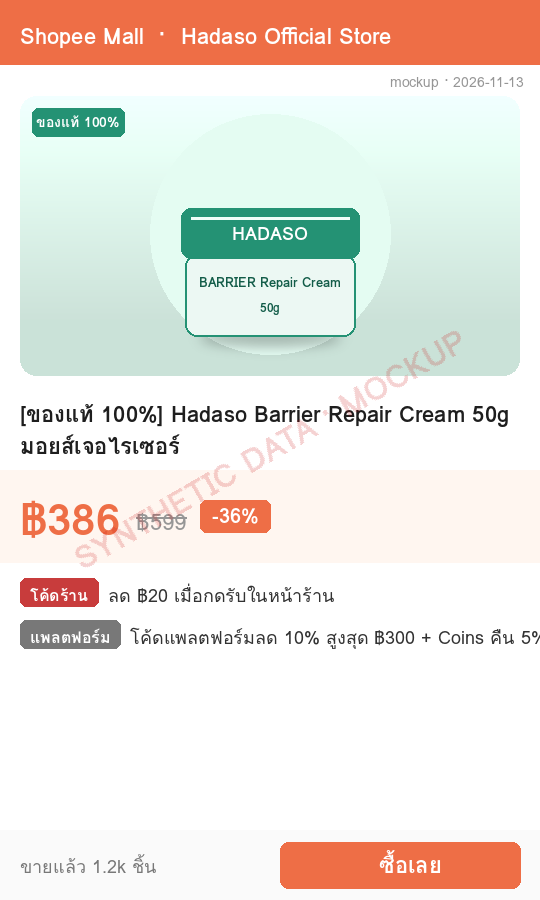 Shopee Mall · Hadaso Official Store
mockup · 2026-11-13
ของแท้ 100%
HADASO
BARRIER Repair Cream
50g
[ของแท้ 100%] Hadaso Barrier Repair Cream 50g
มอยส์เจอไรเซอร์
฿386 ฿599 -36%
SYNTHETIC DATA · MOCKUP
โค้ดร้าน ลด ฿20 เมื่อกดรับในหน้าร้าน
แพลตฟอร์ม โค้ดแพลตฟอร์มลด 10% สูงสุด ฿300 + Coins คืน 5%
ขายแล้ว 1.2k ชิ้น
ซื้อเลย